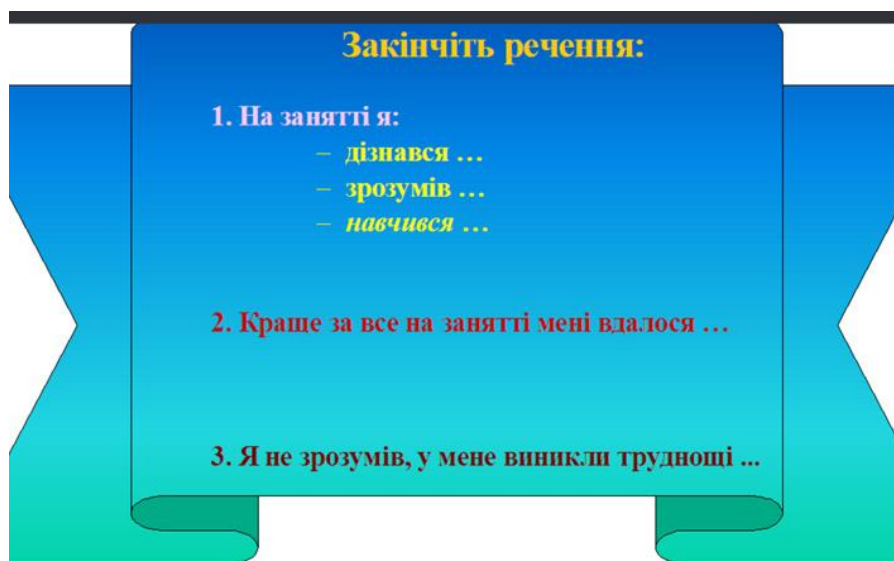 Закінчіть речення:
1. На занятті я:
– дізнався …
– зрозумів …
– навчився …
2. Краще за все на занятті мені вдалося …
3. Я не зрозумів, у мене виникли труднощі ...